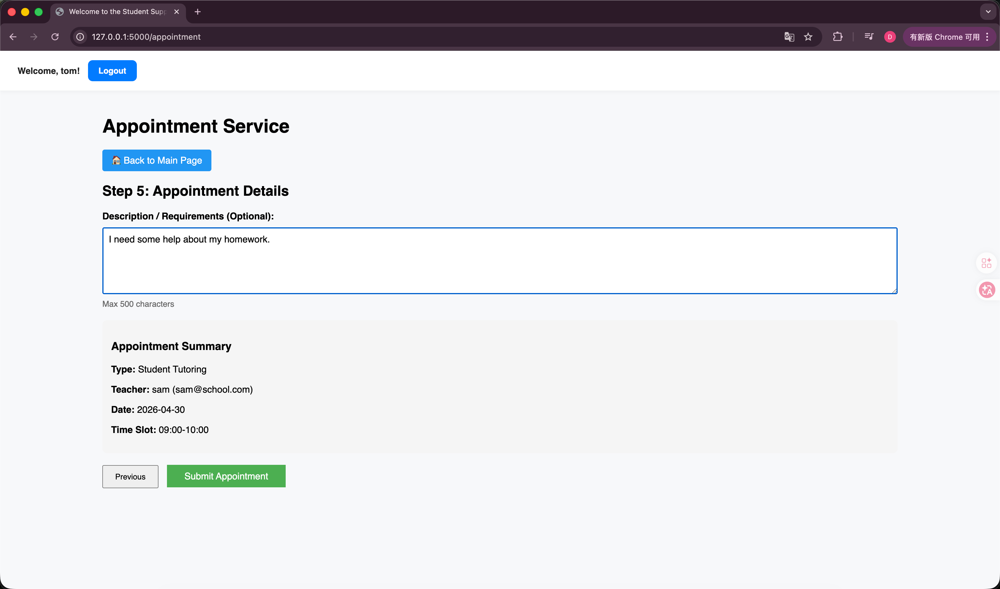 Welcome to the Student Supp
127.0.0.1:5000/appointment
D
有新版 Chrome 可用
Welcome, tom!
Logout
Appointment Service
Back to Main Page
Step 5: Appointment Details
Description / Requirements (Optional):
I need some help about my homework.
Max 500 characters
Appointment Summary
Type: Student Tutoring
Teacher: sam (sam@school.com)
Date: 2026-04-30
Time Slot: 09:00-10:00
Previous
Submit Appointment